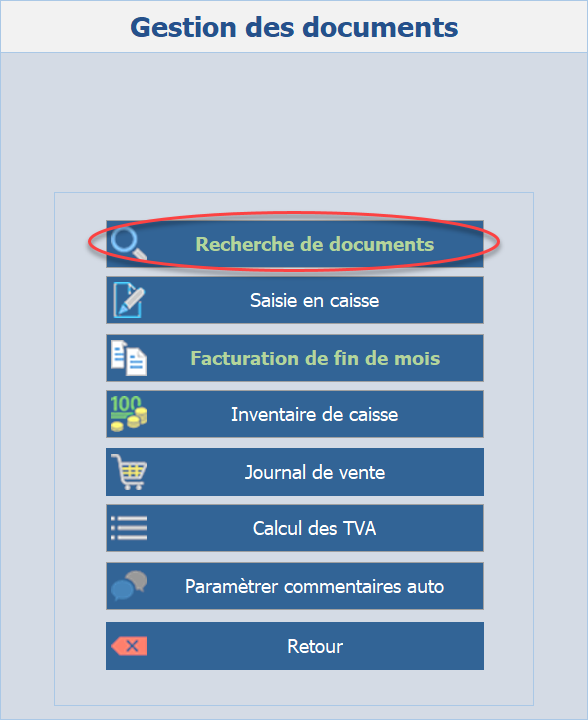 Gestion des documents
Recherche de documents
Saisie en caisse
Facturation de fin de mois
100
Inventaire de caisse
Journal de vente
Calcul des TVA
Paramètrer commentaires auto
Retour